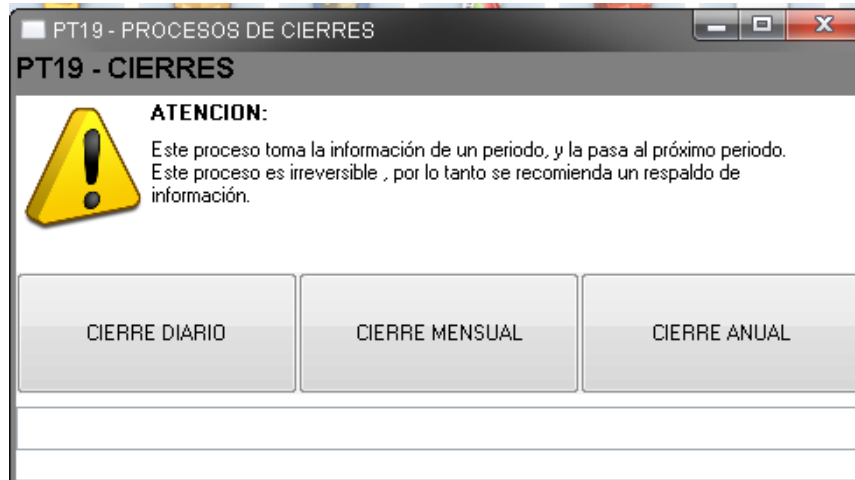 PT19 - PROCESOS DE CIERRES
PT19 - CIERRES
ATENCION:
Este proceso toma la información de un periodo, y la pasa al próximo periodo.
Este proceso es irreversible , por lo tanto se recomienda un respaldo de
información.
CIERRE DIARIO
CIERRE MENSUAL
CIERRE ANUAL